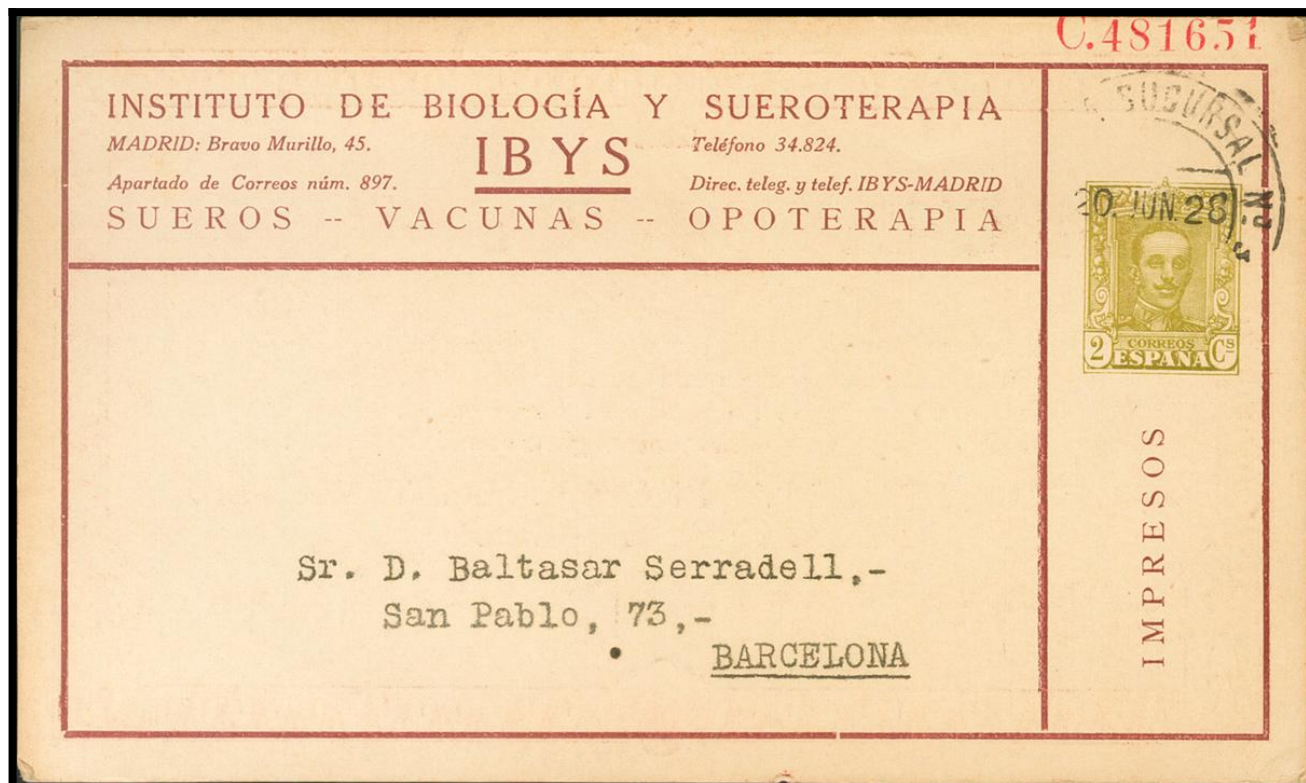 C.481651
INSTITUTO DE BIOLOGÍA Y SUEROTERAPIA
MADRID: Bravo Murillo, 45.
IBYS
Teléfono 34.824.
Apartado de Correos núm. 897.
Direc. teleg. y telef. IBYS-MADRID
SUEROS -- VACUNAS -- OPOTERAPIA
SUCURSAL Nº
20. JUN. 28
CORREOS
2 ESPAÑA Cs
IMPRESOS
Sr. D. Baltasar Serradell,-
San Pablo, 73,-
BARCELONA